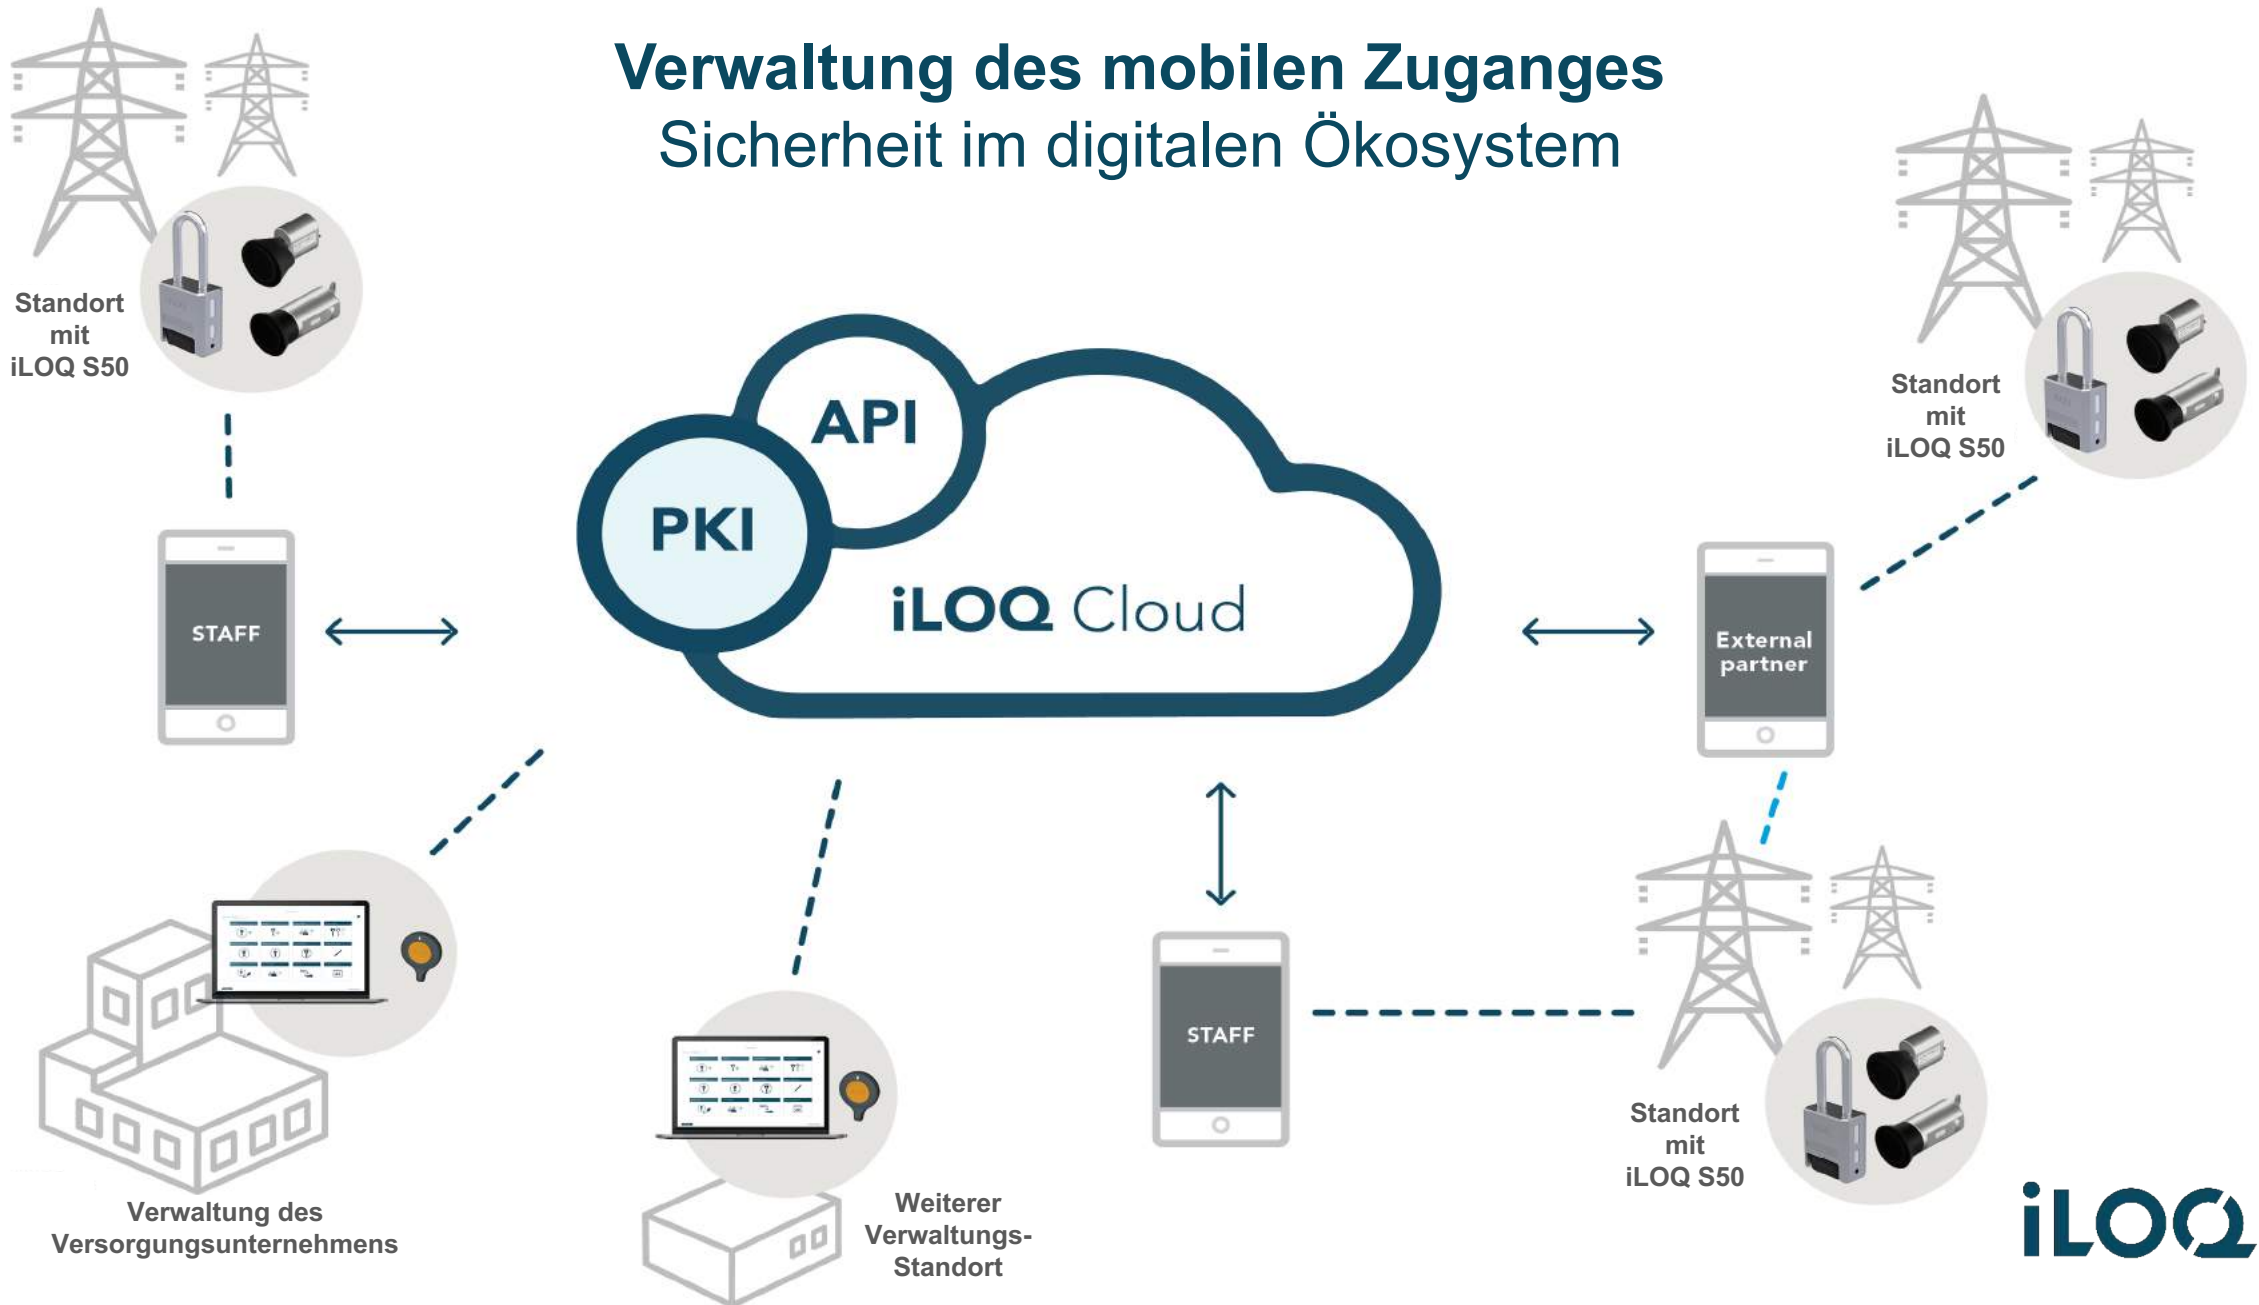 Verwaltung des mobilen Zuganges
Sicherheit im digitalen Ökosystem
Standort
mit
iLOQ S50
Standort
mit
iLOQ S50
API
PKI
iLOQ Cloud
STAFF
External
partner
STAFF
Standort
mit
iLOQ S50
Verwaltung des
Versorgungsunternehmens
Weiterer
Verwaltungs-
Standort
iLOQ